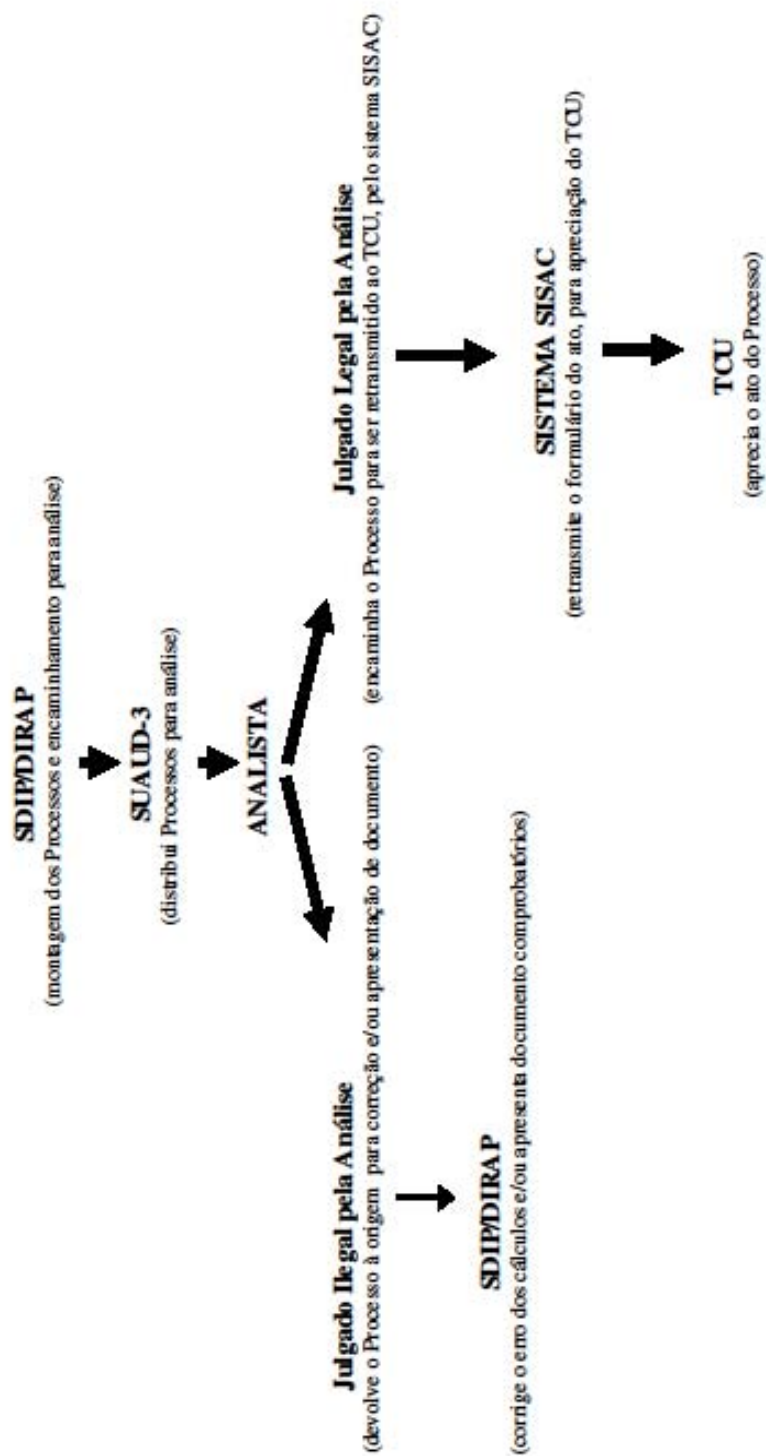 SDIP/DIRAP
(montagem dos Processos e encaminhamento para análise)
SUAUD-3
(distribui Processos para análise)
ANALISTA
Julgado Ilegal pela Análise
(devolve o Processo à origem para correção e/ou apresentação de documento)
Julgado Legal pela Análise
(encaminha o Processo para ser retransmitido ao TCU, pelo sistema SISAC)
SDIP/DIRAP
(corrige o erro dos cálculos e/ou apresenta documento comprobatórios)
SISTEMA SISAC
(retransmite o formulário do ato, para apreciação do TCU)
TCU
(aprecia o ato do Processo)